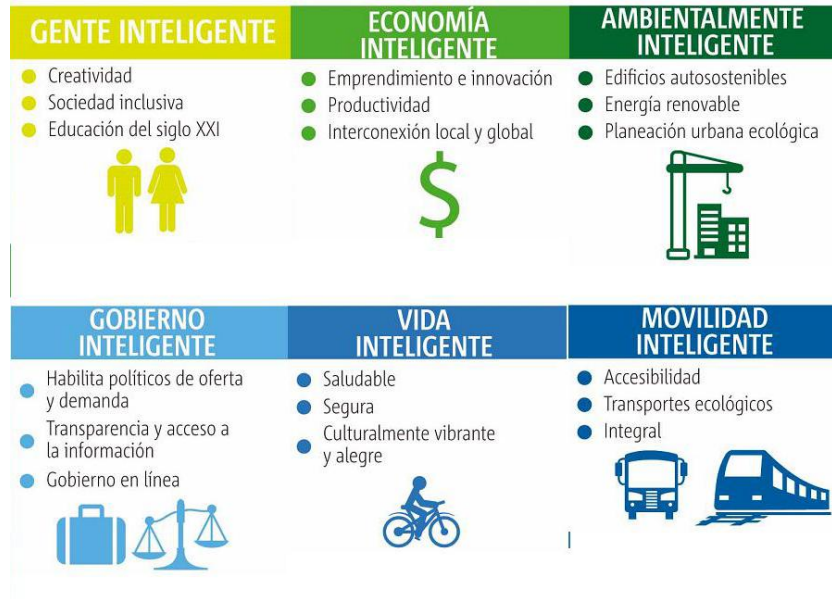 GENTE INTELIGENTE
Creatividad
Sociedad inclusiva
Educación del siglo XXI
ECONOMÍA
INTELIGENTE
Emprendimiento e innovación
Productividad
Interconexión local y global
$
AMBIENTALMENTE
INTELIGENTE
Edificios autosostenibles
Energía renovable
Planeación urbana ecológica
GOBIERNO
INTELIGENTE
Habilita políticos de oferta
y demanda
Transparencia y acceso a
la información
Gobierno en línea
VIDA
INTELIGENTE
Saludable
Segura
Culturalmente vibrante
y alegre
MOVILIDAD
INTELIGENTE
Accesibilidad
Transportes ecológicos
Integral